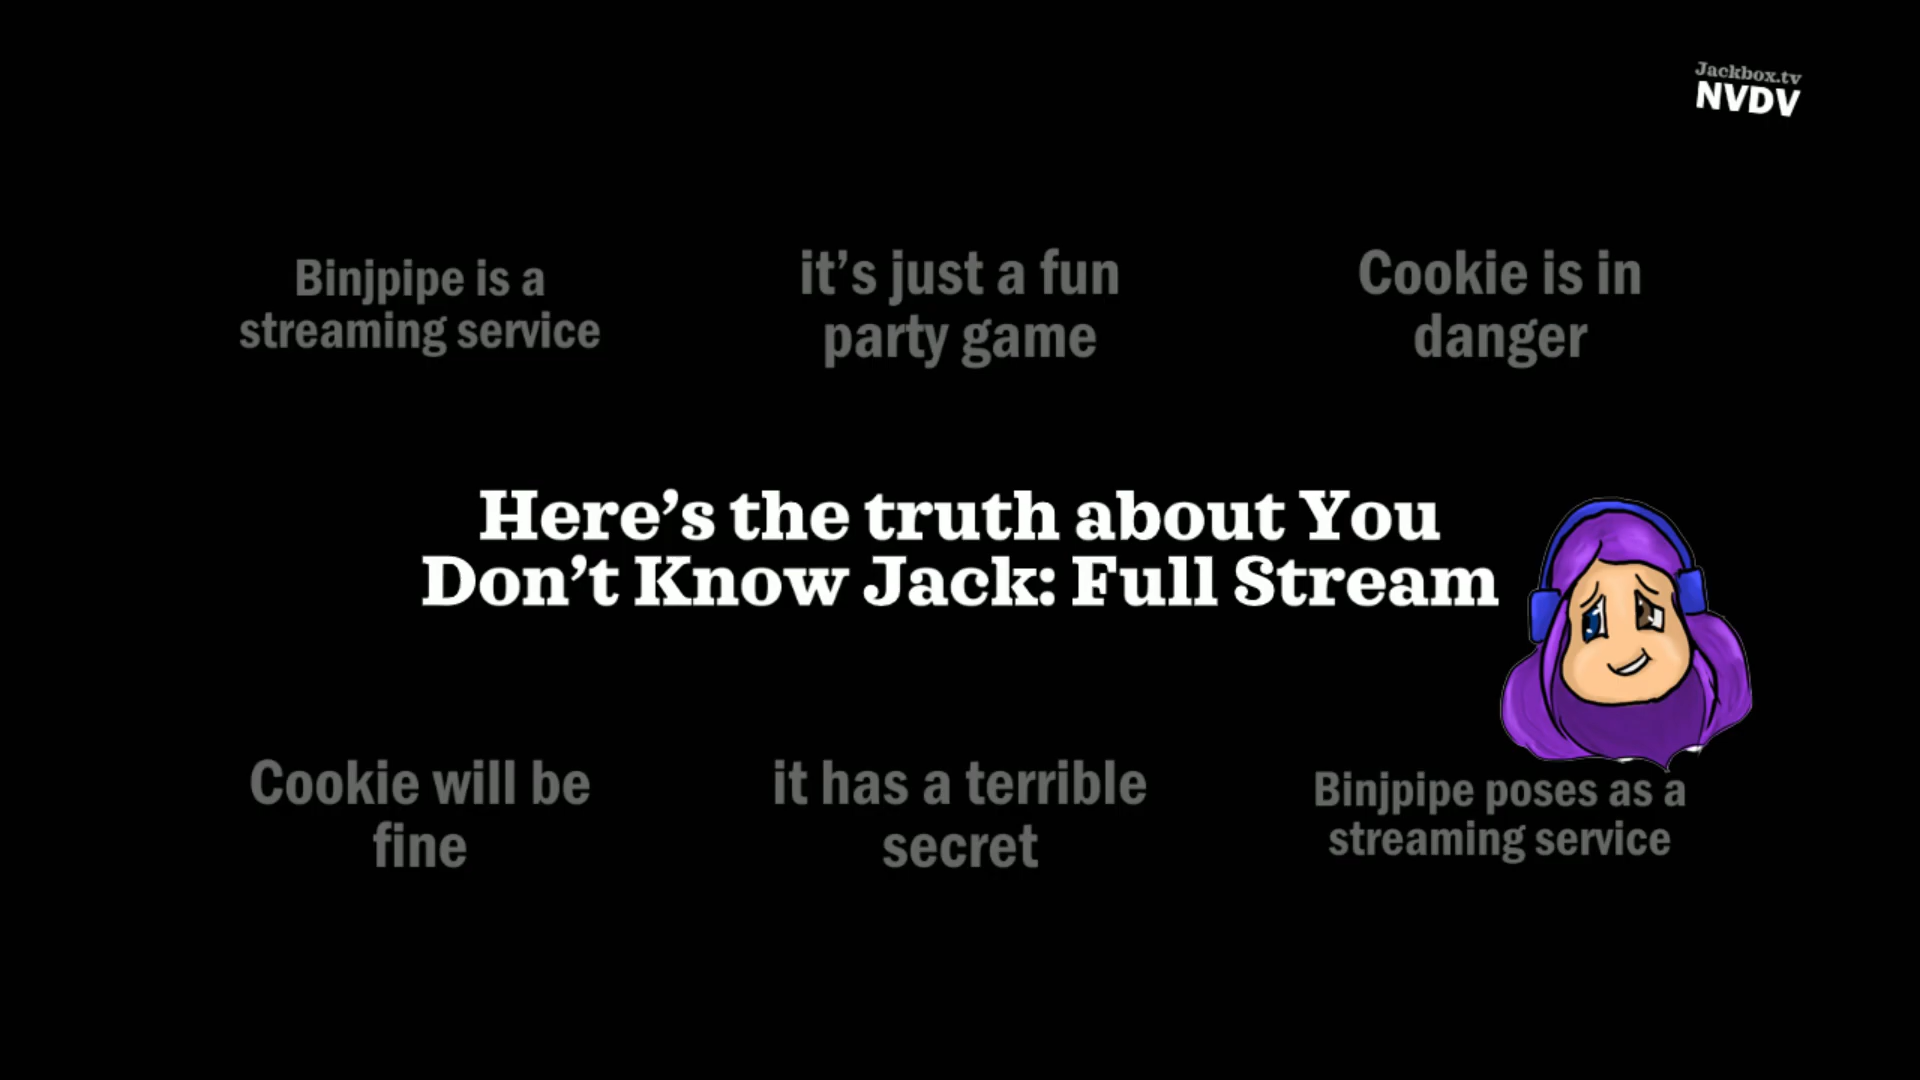 Jackbox.tv
NVDV
Binjpipe is a
streaming service
it’s just a fun
party game
Cookie is in
danger
Here’s the truth about You
Don’t Know Jack: Full Stream
Cookie will be
fine
it has a terrible
secret
Binjpipe poses as a
streaming service